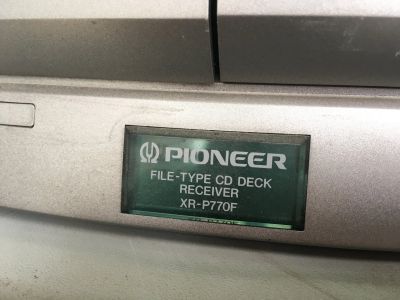 PIONEER
FILE-TYPE CD DECK
RECEIVER
XR-P770F